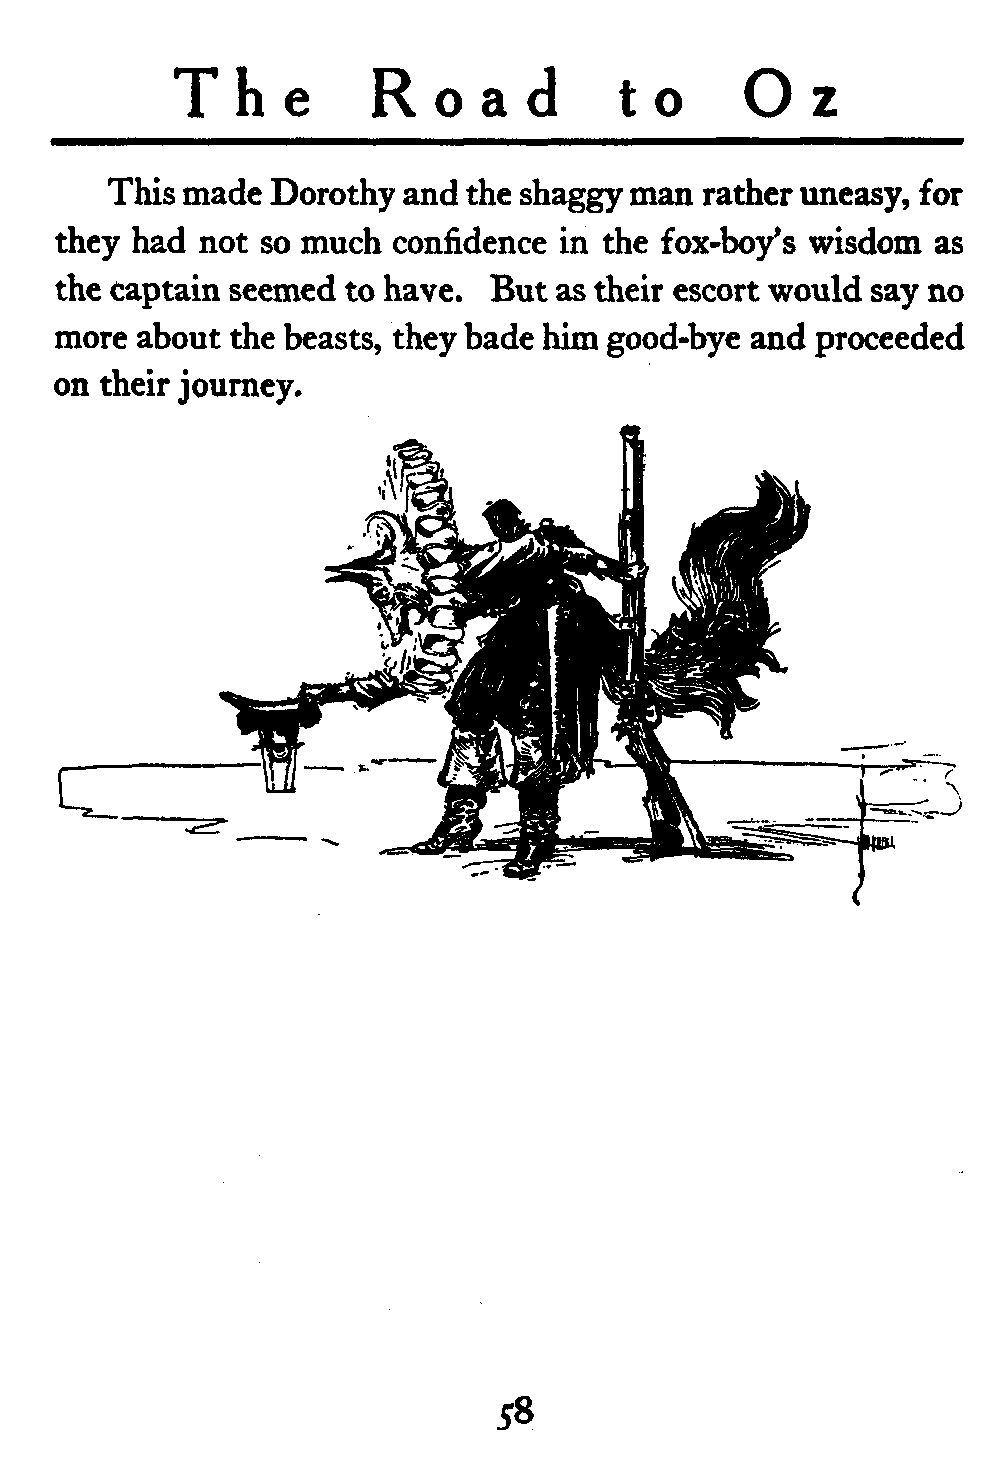 The Road to Oz
This made Dorothy and the shaggy man rather uneasy, for
they had not so much confidence in the fox-boy's wisdom as
the captain seemed to have. But as their escort would say no
more about the beasts, they bade him good-bye and proceeded
on their journey.
58